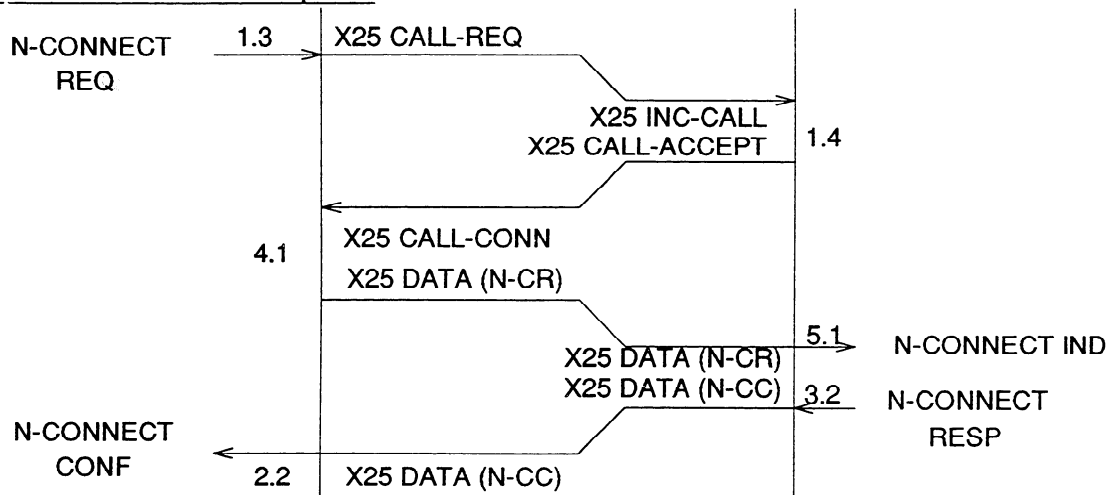 N-CONNECT
REQ
1.3
X25 CALL-REQ
X25 INC-CALL
X25 CALL-ACCEPT
1.4
X25 CALL-CONN
4.1
X25 DATA (N-CR)
5.1
N-CONNECT IND
X25 DATA (N-CR)
X25 DATA (N-CC)
3.2
N-CONNECT
RESP
N-CONNECT
CONF
2.2
X25 DATA (N-CC)